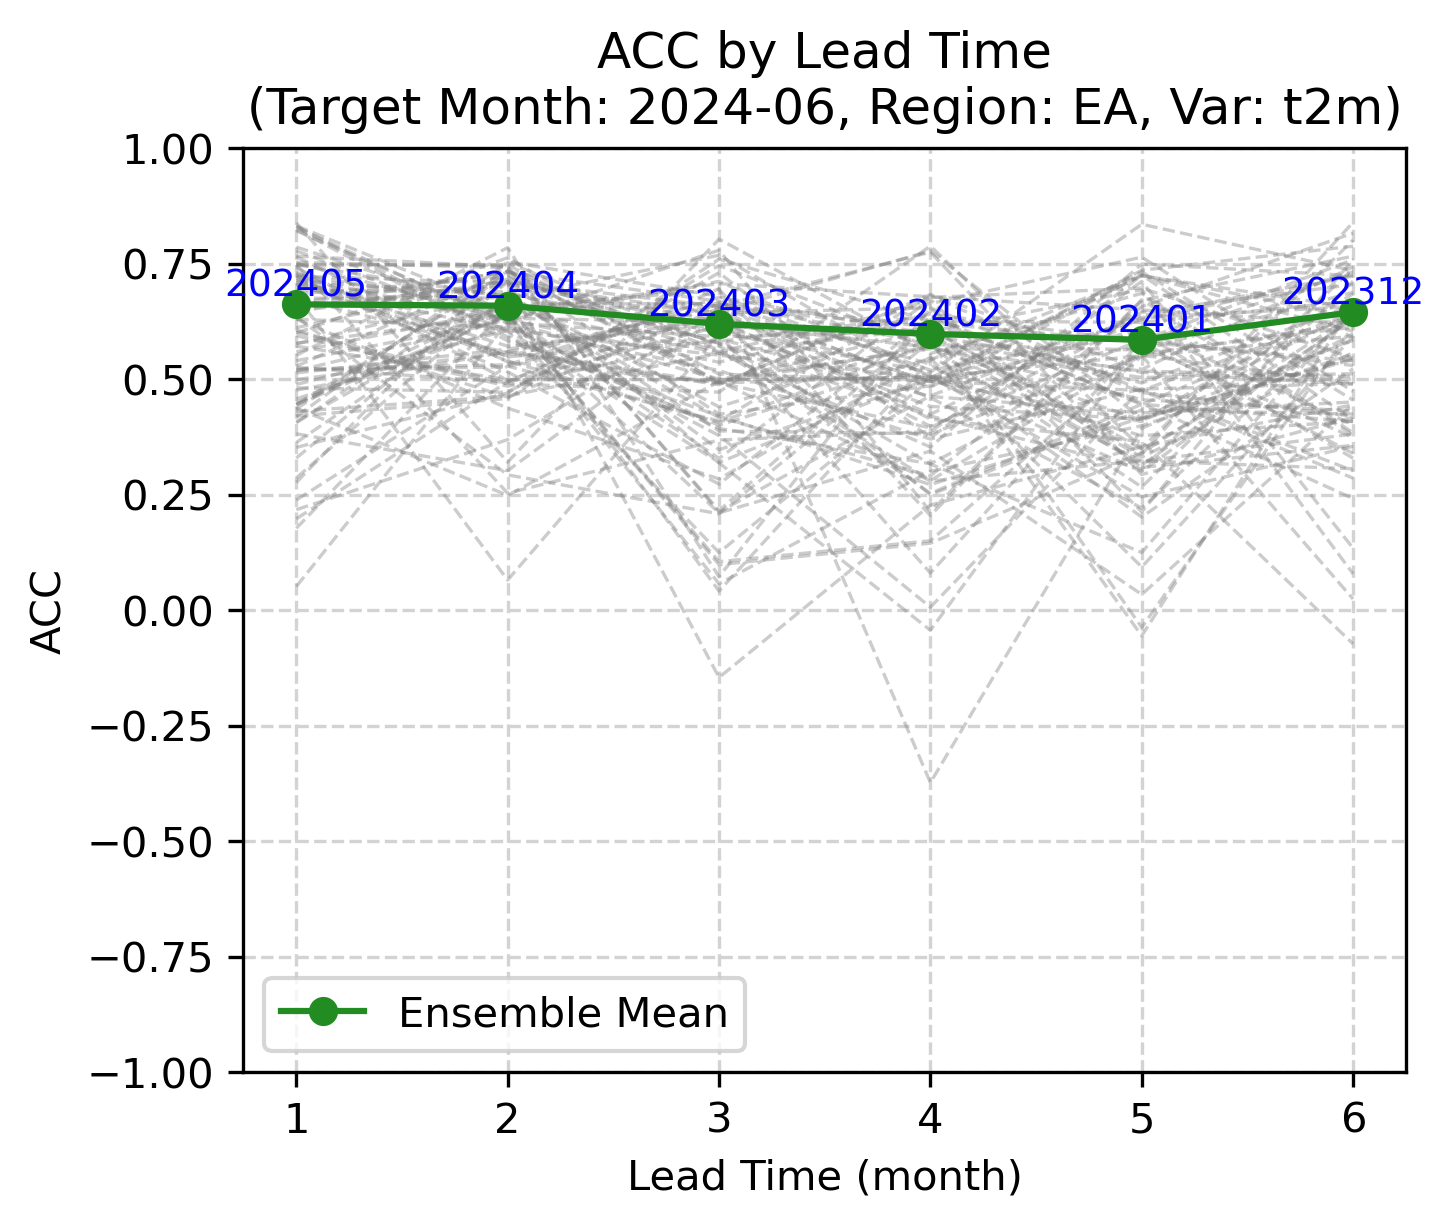 ACC by Lead Time
(Target Month: 2024-06, Region: EA, Var: t2m)
1.00
0.75
0.50
0.25
0.00
−0.25
−0.50
−0.75
−1.00
ACC
202405
202404
202403
202402
202401
202312
Ensemble Mean
1 2 3 4 5 6
Lead Time (month)